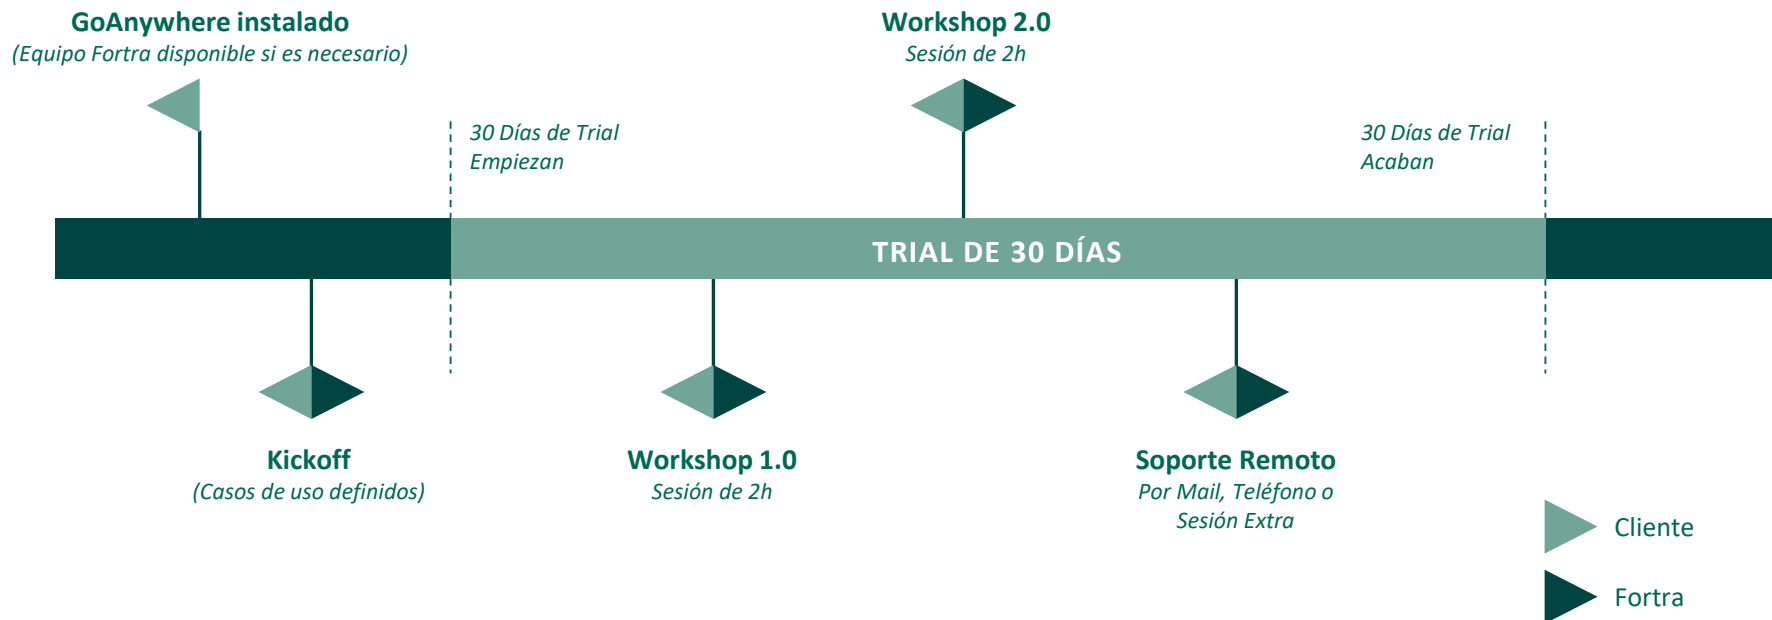 GoAnywhere instalado
(Equipo Fortra disponible si es necesario)
Workshop 2.0
Sesión de 2h
30 Días de Trial
Empiezan
30 Días de Trial
Acaban
TRIAL DE 30 DÍAS
Kickoff
(Casos de uso definidos)
Workshop 1.0
Sesión de 2h
Soporte Remoto
Por Mail, Teléfono o
Sesión Extra
Cliente
Fortra